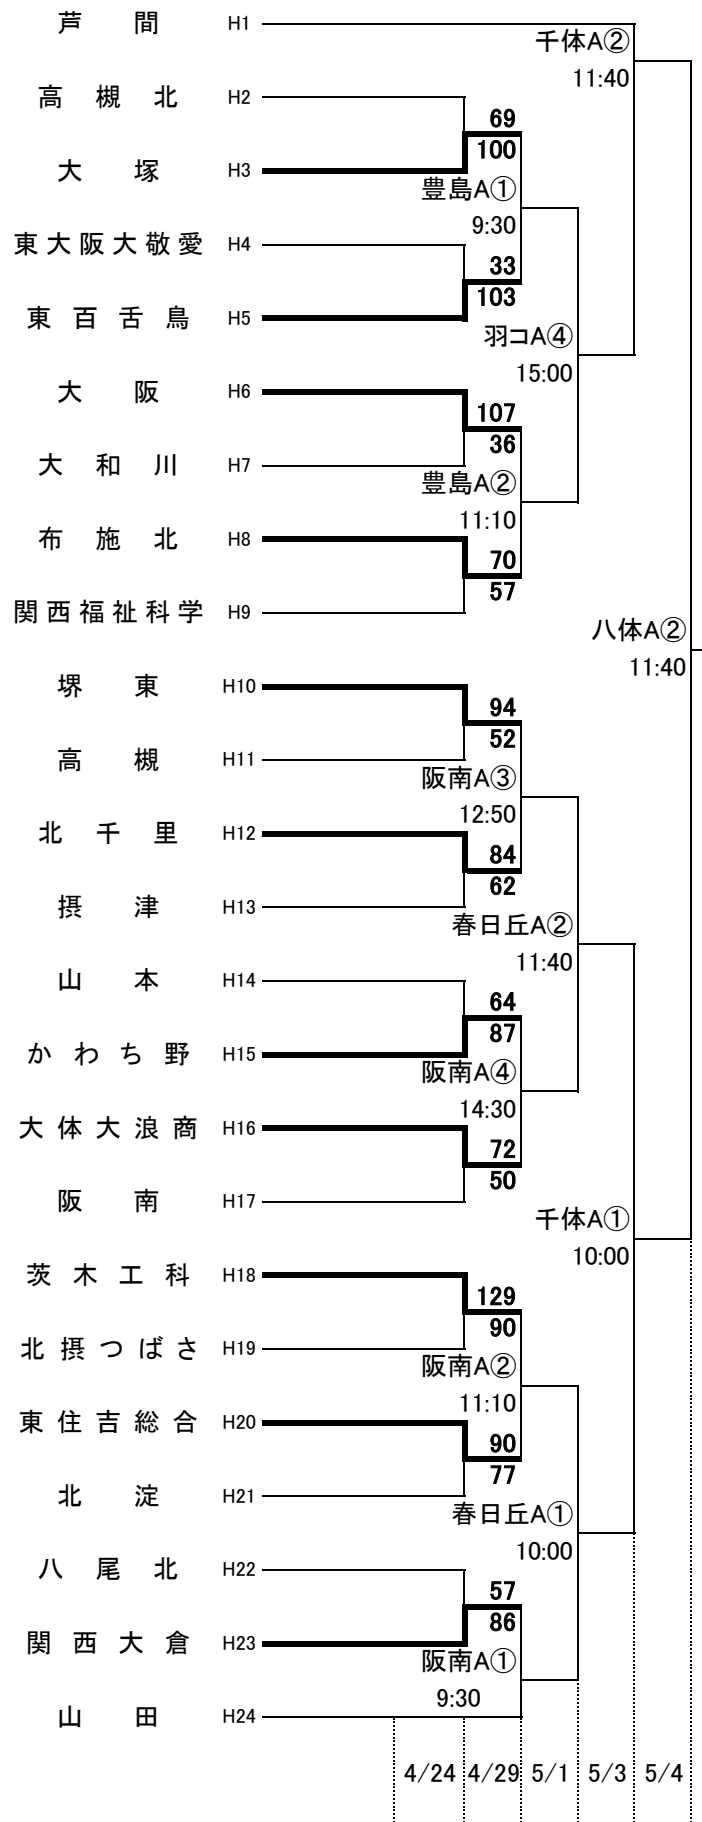 芦間 H1
千体A②
11:40
高槻北 H2
69
100
大塚 H3
豊島A①
9:30
東大阪大敬愛 H4
33
103
東百舌鳥 H5
羽コA④
15:00
大阪 H6
107
36
大和川 H7
豊島A②
11:10
布施北 H8
70
57
関西福祉科学 H9
八体A②
11:40
堺東 H10
94
52
高槻 H11
阪南A③
12:50
北千里 H12
84
62
摂津 H13
春日丘A②
11:40
山本 H14
64
87
かわち野 H15
阪南A④
14:30
大体大浪商 H16
72
50
阪南 H17
千体A①
10:00
茨木工科 H18
129
90
北摂つばさ H19
阪南A②
11:10
東住吉総合 H20
90
77
北淀 H21
春日丘A①
10:00
八尾北 H22
57
86
関西大倉 H23
阪南A①
9:30
山田 H24
4/24 4/29 5/1 5/3 5/4